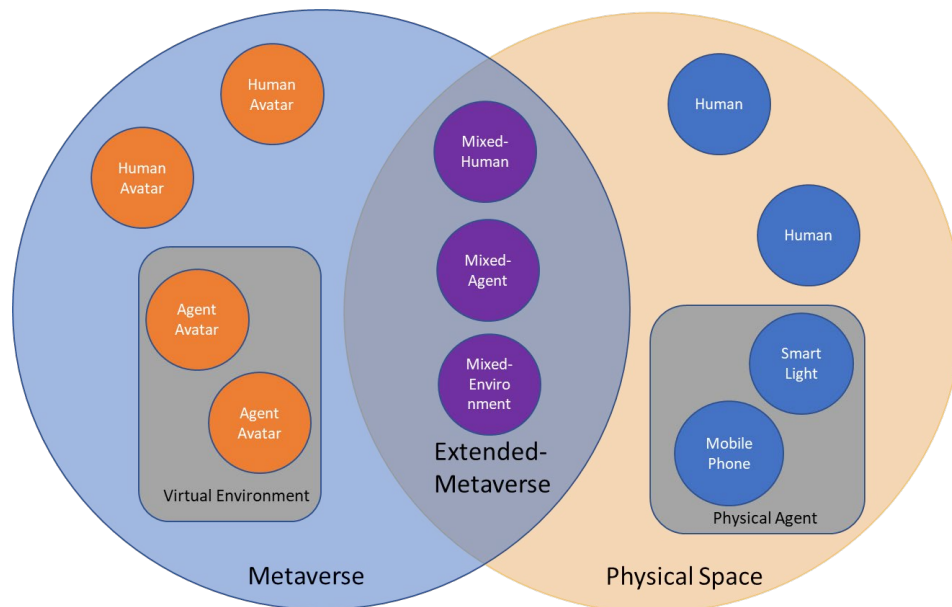 Human
Avatar
Human
Avatar
Agent
Avatar
Agent
Avatar
Virtual Environment
Metaverse
Mixed-
Human
Mixed-
Agent
Mixed-
Enviro
nment
Extended-
Metaverse
Human
Human
Smart
Light
Mobile
Phone
Physical Agent
Physical Space